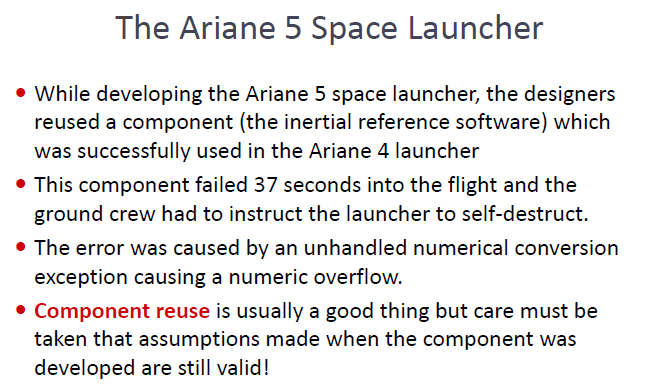 The Ariane 5 Space Launcher
• While developing the Ariane 5 space launcher, the designers
reused a component (the inertial reference software) which
was successfully used in the Ariane 4 launcher
• This component failed 37 seconds into the flight and the
ground crew had to instruct the launcher to self-destruct.
• The error was caused by an unhandled numerical conversion
exception causing a numeric overflow.
• Component reuse is usually a good thing but care must be
taken that assumptions made when the component was
developed are still valid!